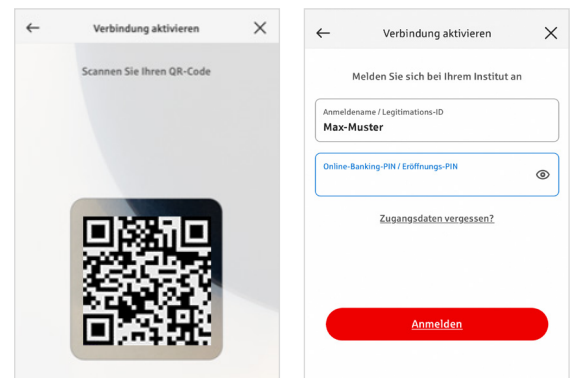 Verbindung aktivieren
Scannen Sie Ihren QR-Code
Verbindung aktivieren
Melden Sie sich bei Ihrem Institut an
Anmeldename / Legitimations-ID
Max-Muster
Online-Banking-PIN / Eröffnungs-PIN
Zugangsdaten vergessen?
Anmelden